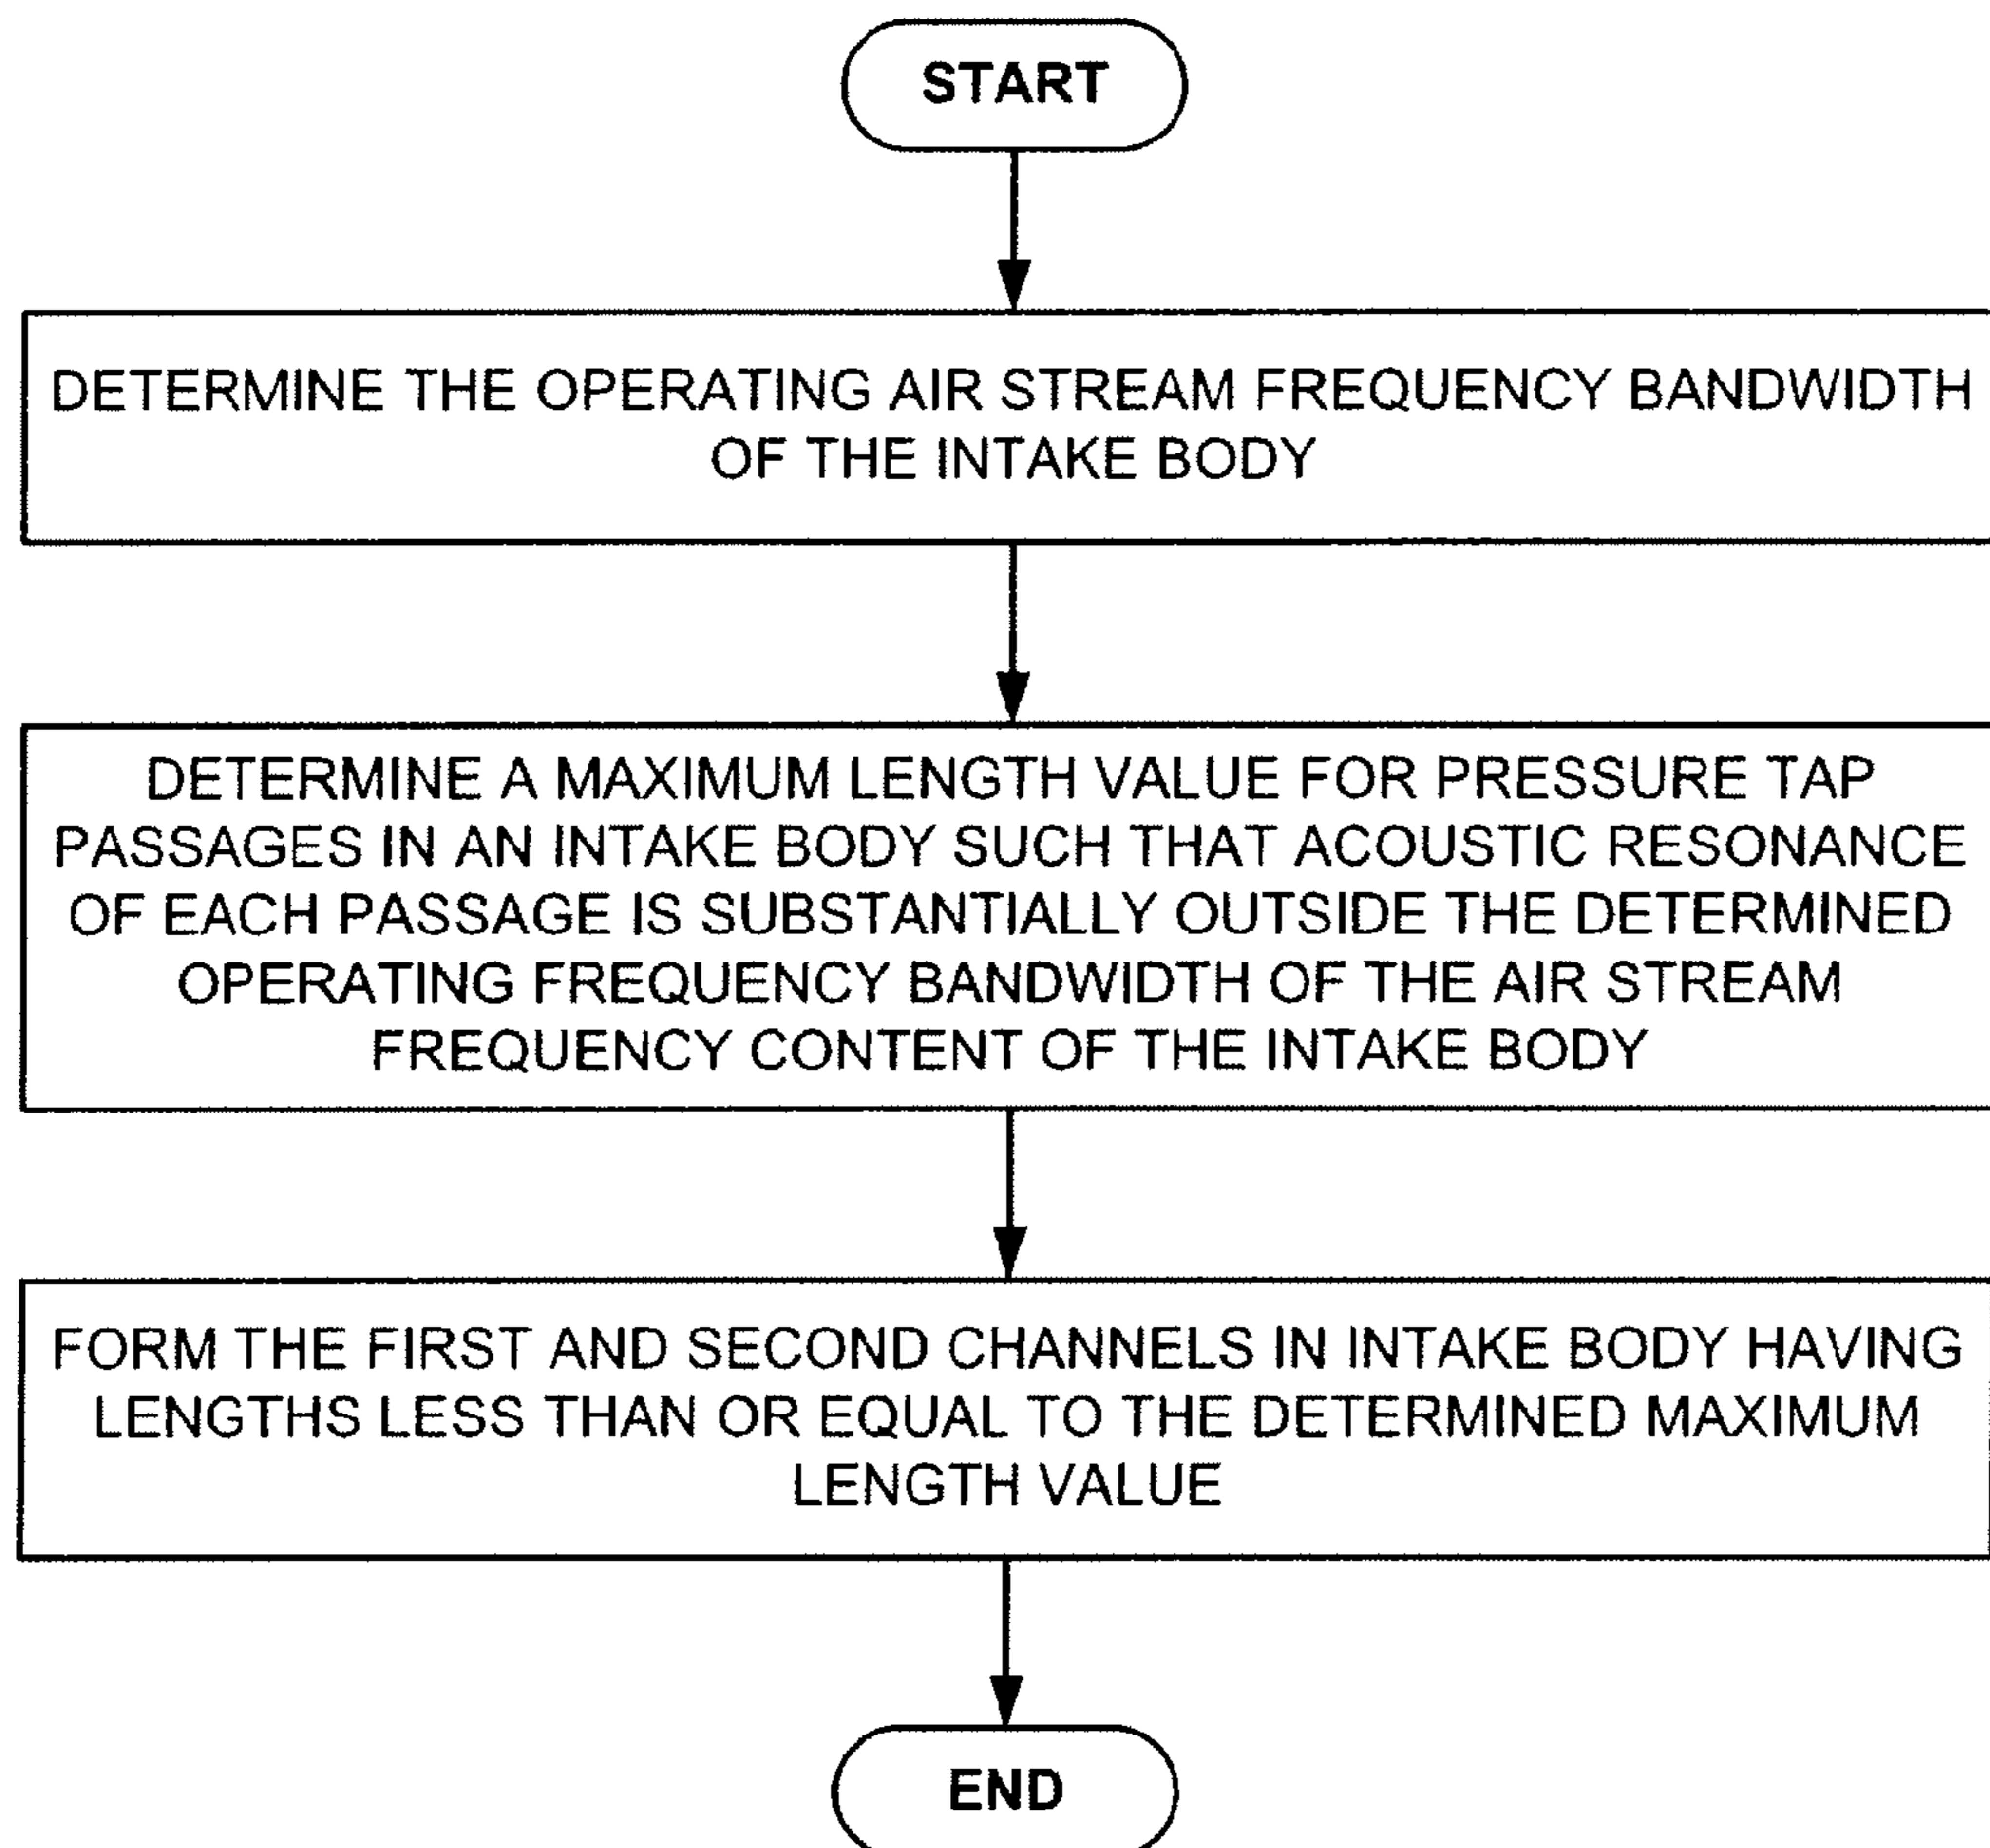 START
DETERMINE THE OPERATING AIR STREAM FREQUENCY BANDWIDTH
OF THE INTAKE BODY
DETERMINE A MAXIMUM LENGTH VALUE FOR PRESSURE TAP
PASSAGES IN AN INTAKE BODY SUCH THAT ACOUSTIC RESONANCE
OF EACH PASSAGE IS SUBSTANTIALLY OUTSIDE THE DETERMINED
OPERATING FREQUENCY BANDWIDTH OF THE AIR STREAM
FREQUENCY CONTENT OF THE INTAKE BODY
FORM THE FIRST AND SECOND CHANNELS IN INTAKE BODY HAVING
LENGTHS LESS THAN OR EQUAL TO THE DETERMINED MAXIMUM
LENGTH VALUE
END